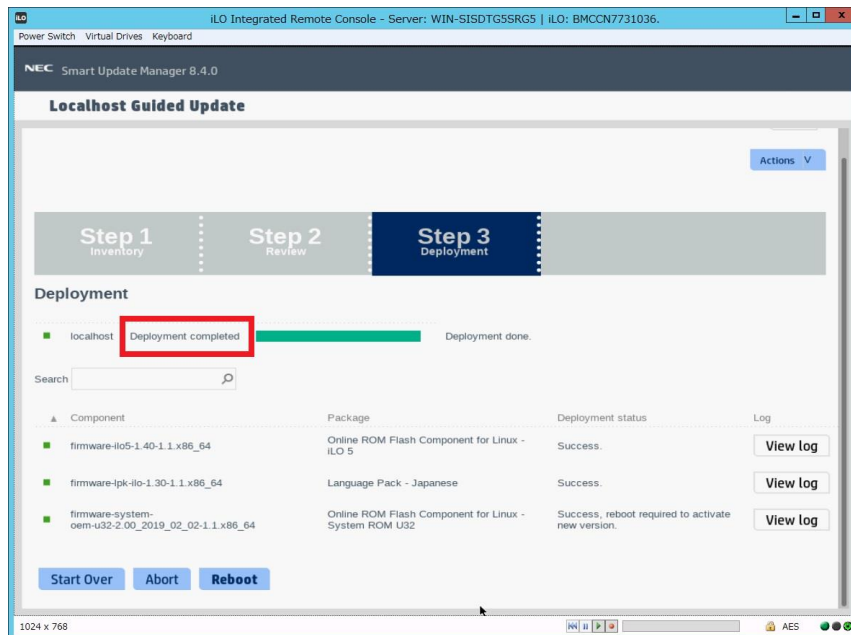 iLO Integrated Remote Console - Server: WIN-SISDTG5SRG5 | iLO: BMCCN7731036.
Power Switch Virtual Drives Keyboard
NEC Smart Update Manager 8.4.0
Localhost Guided Update
Actions
Step 1
Inventory
Step 2
Review
Step 3
Deployment
Deployment
localhost Deployment completed Deployment done.
Search
Component Package Deployment status Log
firmware-ilo5-1.40-1.1.x86_64
Online ROM Flash Component for Linux -
iLO 5
Success.
View log
firmware-lpk-ilo-1.30-1.1.x86_64
Language Pack - Japanese
Success.
View log
firmware-system-
oem-u32-2.00_2019_02_02-1.1.x86_64
Online ROM Flash Component for Linux -
System ROM U32
Success, reboot required to activate
new version.
View log
Start Over Abort Reboot
1024 x 768 AES